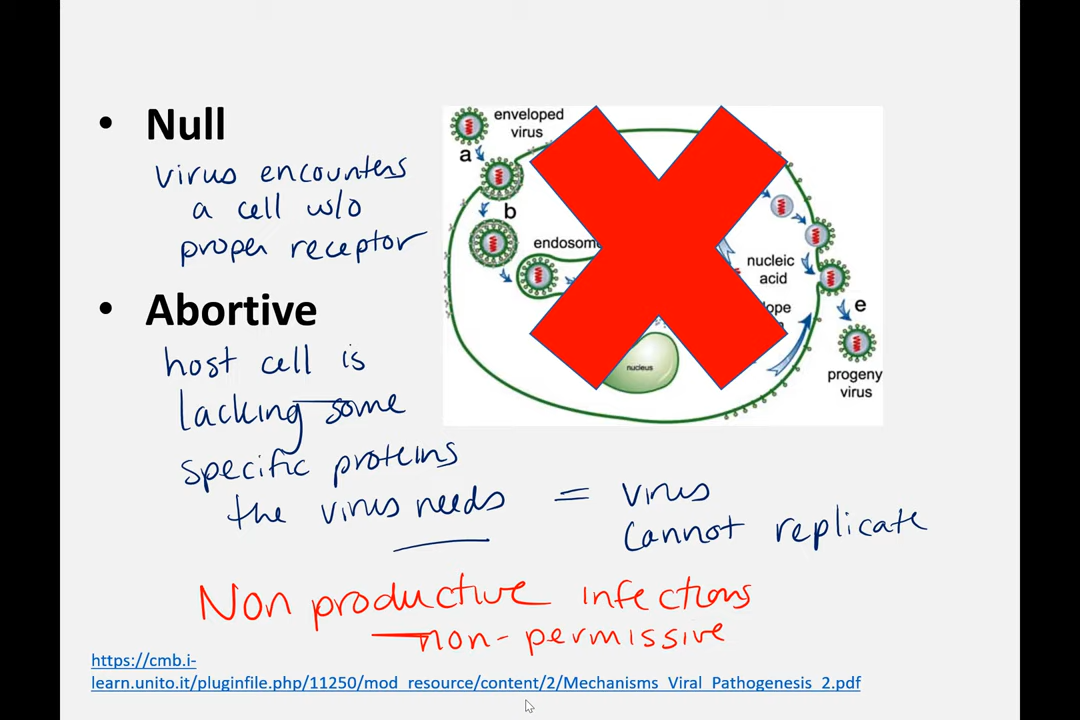 • Null
virus encounters
a cell w/o
proper receptor
• Abortive
host cell is
lacking some
specific proteins
the virus needs = virus
cannot replicate
Non productive infections
non-permissive
https://cmb.i-
learn.unito.it/pluginfile.php/11250/mod_resource/content/2/Mechanisms_Viral_Pathogenesis_2.pdf
enveloped
virus
a
b
endosom
nucleic
acid
lope
e
nucleus
progeny
virus